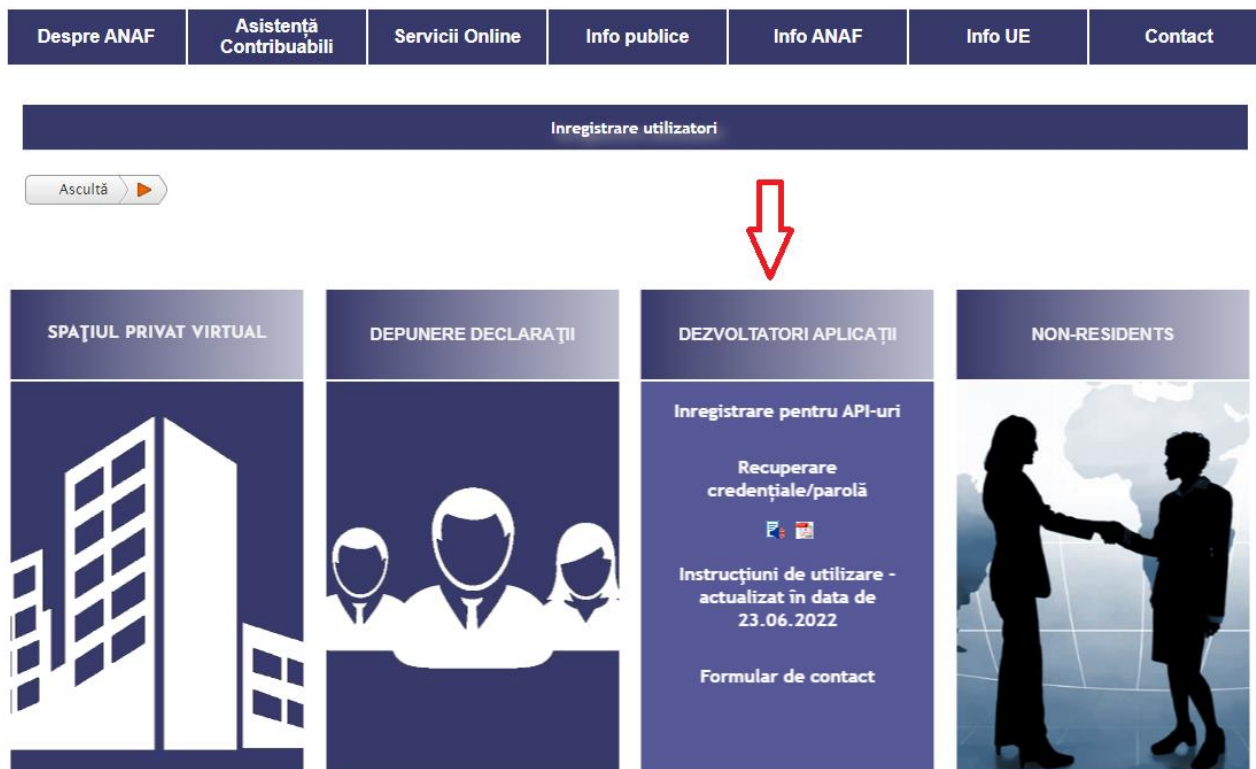 Despre ANAF
Asistență
Contribuabili
Servicii Online
Info publice
Info ANAF
Info UE
Contact
Inregistrare utilizatori
Ascultă
SPAŢIUL PRIVAT VIRTUAL
DEPUNERE DECLARAŢII
DEZVOLTATORI APLICAȚII
NON-RESIDENTS
Inregistrare pentru API-uri
Recuperare
credențiale/parolă
Instrucţiuni de utilizare -
actualizat în data de
23.06.2022
Formular de contact